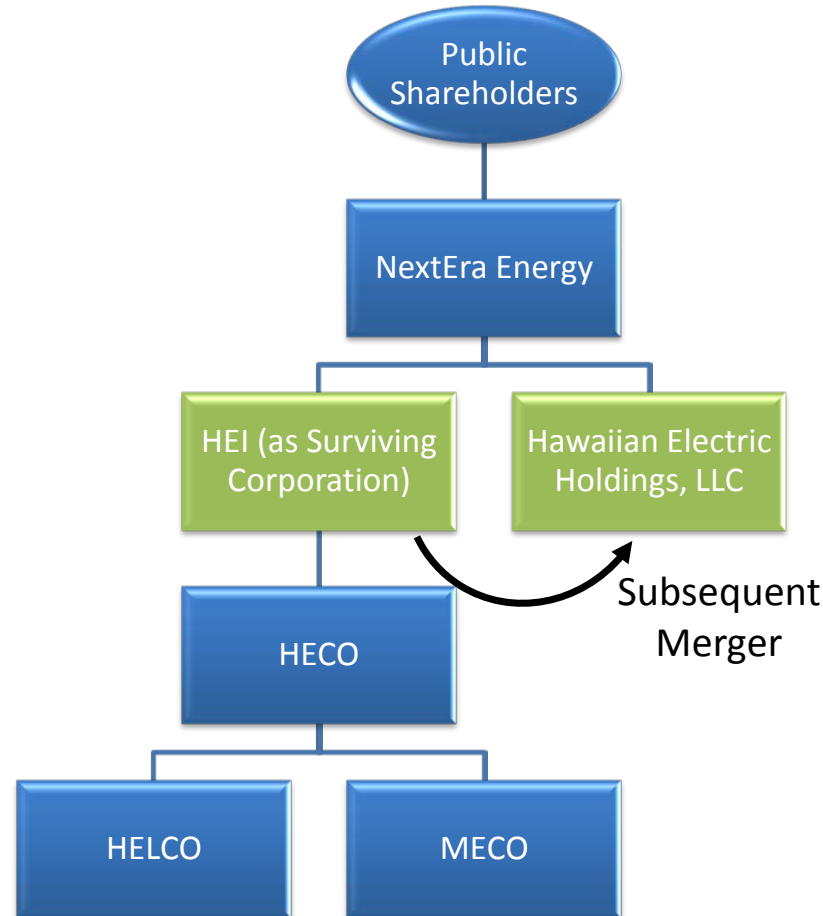 Public
Shareholders
NextEra Energy
HEI (as Surviving
Corporation)
Hawaiian Electric
Holdings, LLC
Subsequent
Merger
HECO
HELCO
MECO